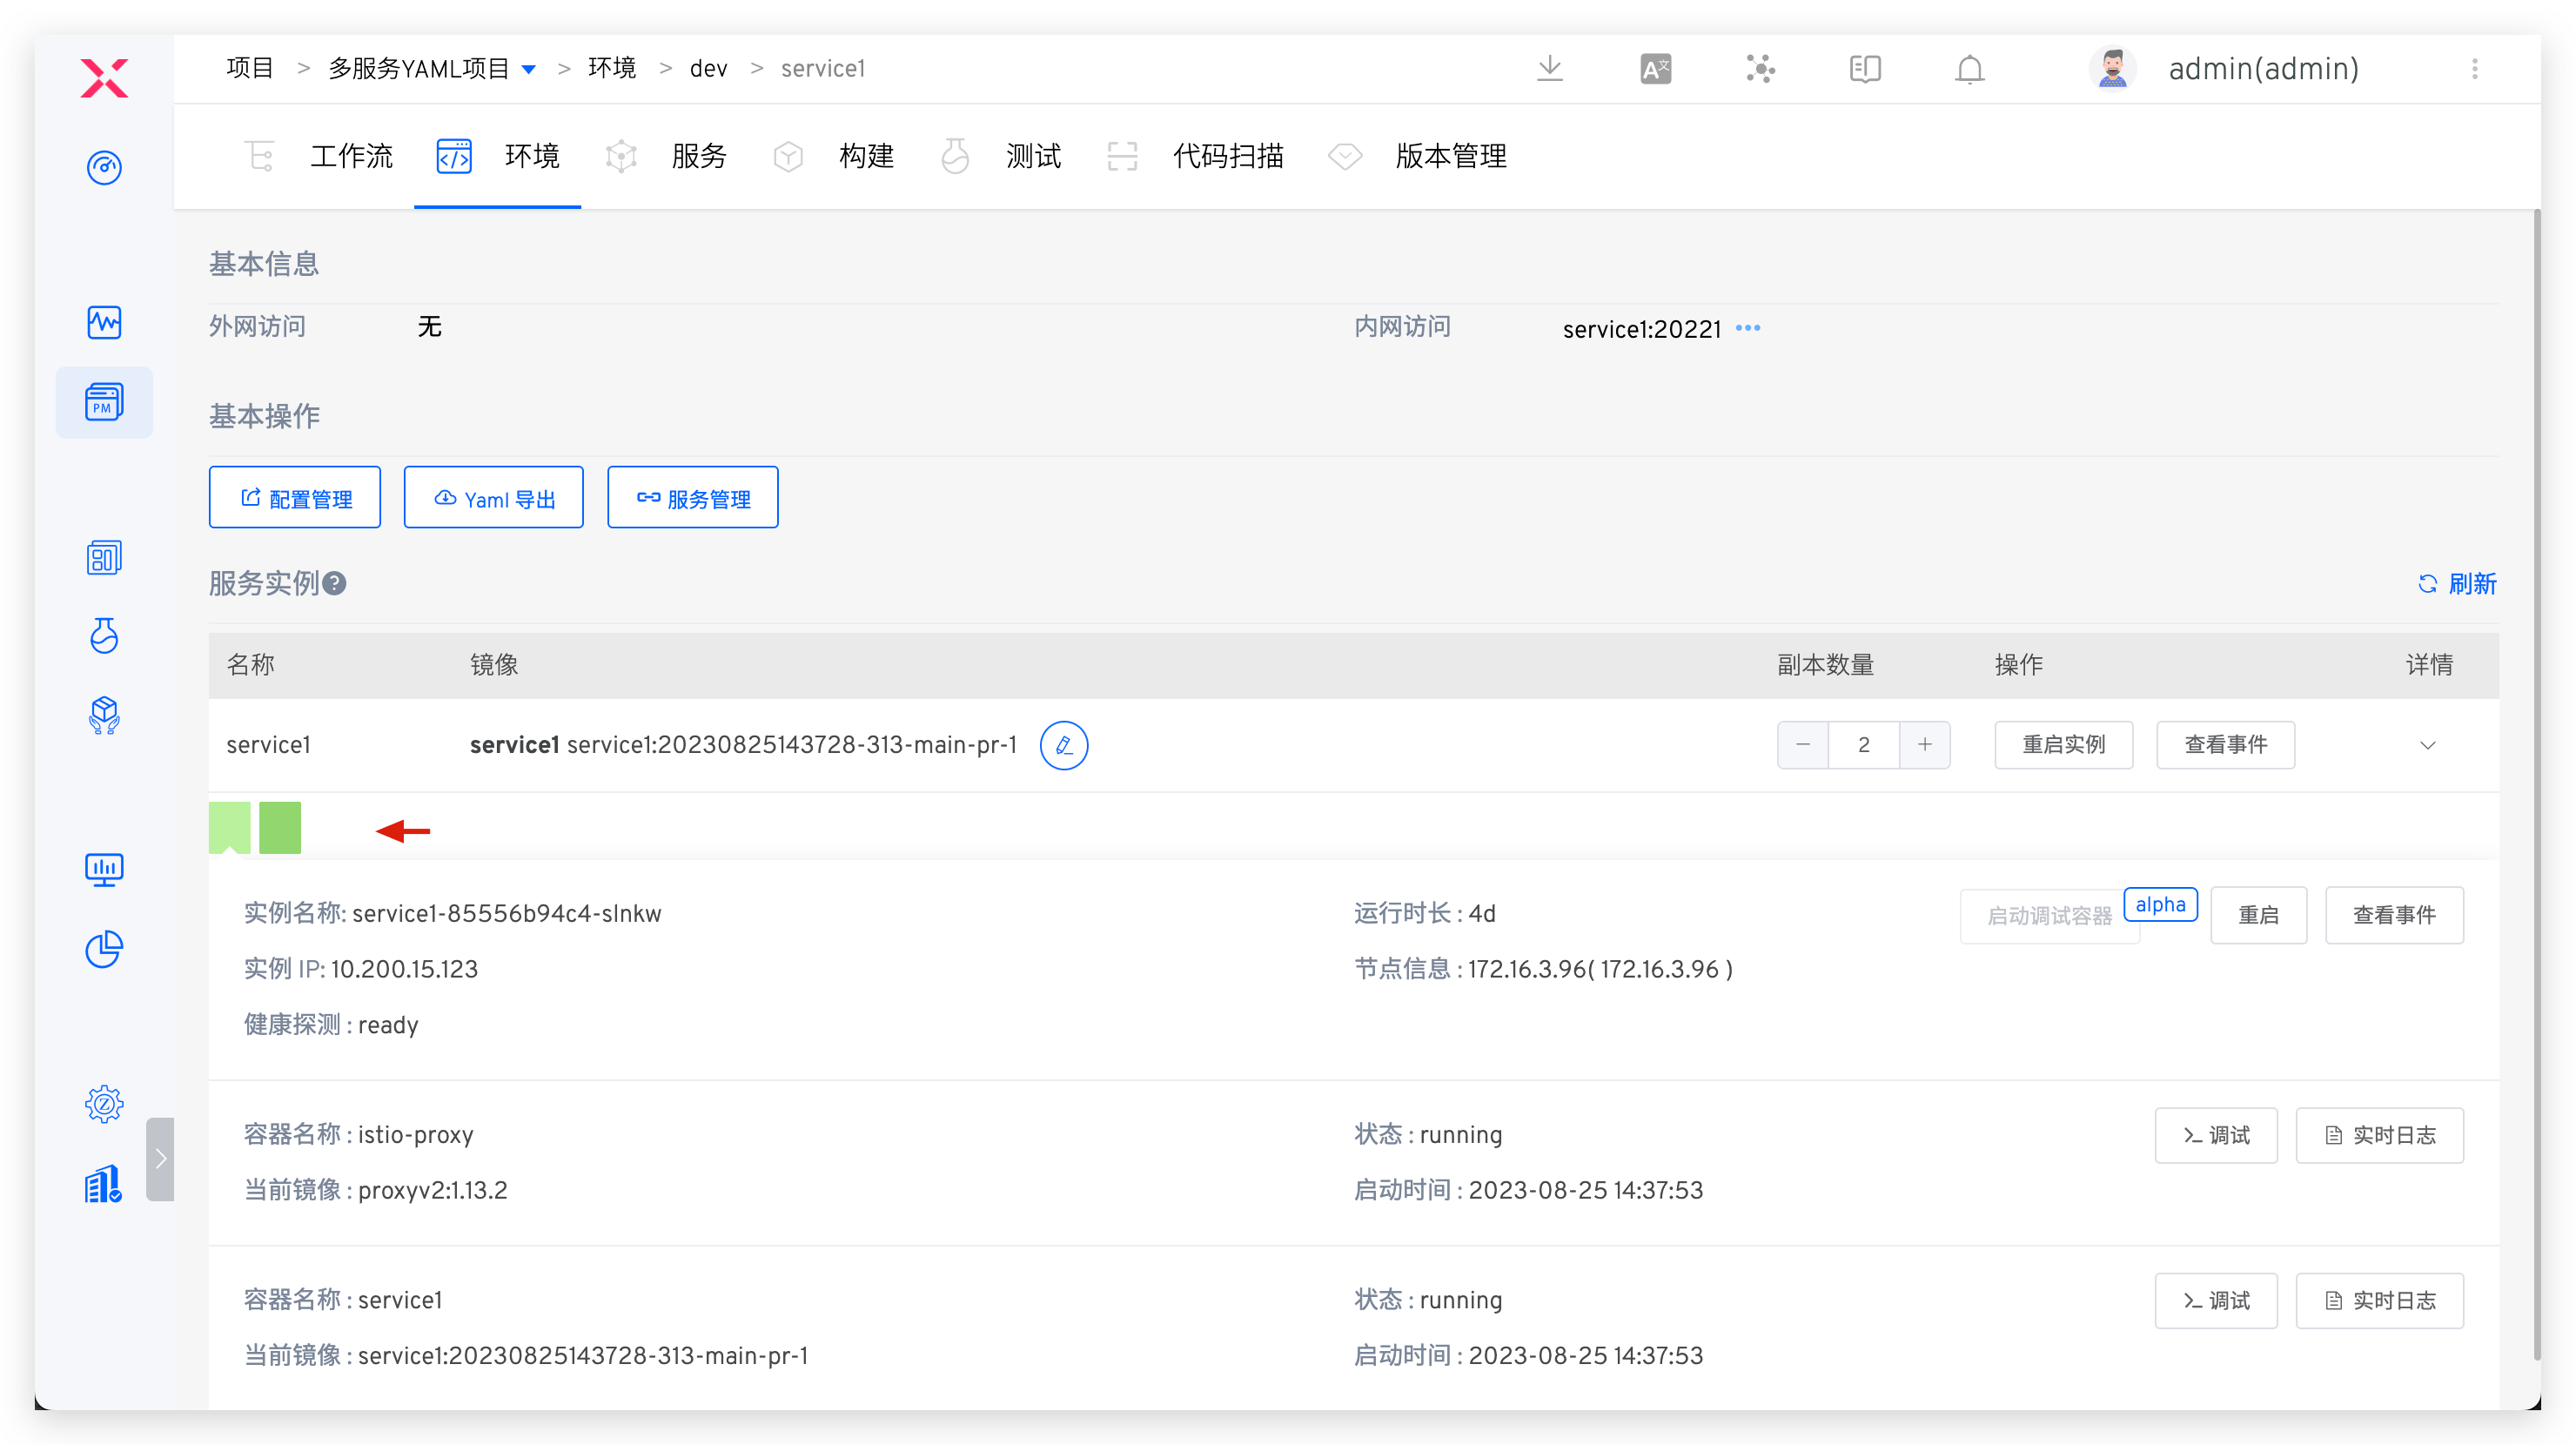 项目 > 多服务YAML项目 > 环境 > dev > service1
admin(admin)
工作流 环境 服务 构建 测试 代码扫描 版本管理
PM
基本信息
外网访问 无 内网访问 service1:20221
基本操作
配置管理 Yaml 导出 服务管理
服务实例 刷新
名称 镜像 副本数量 操作 详情
service1 service1 service1:20230825143728-313-main-pr-1 2 重启实例 查看事件
实例名称: service1-85556b94c4-slnkw 运行时长 : 4d 启动调试容器 alpha 重启 查看事件
实例 IP: 10.200.15.123 节点信息 : 172.16.3.96( 172.16.3.96 )
健康探测 : ready
容器名称 : istio-proxy 状态 : running 调试 实时日志
当前镜像 : proxyv2:1.13.2 启动时间 : 2023-08-25 14:37:53
容器名称 : service1 状态 : running 调试 实时日志
当前镜像 : service1:20230825143728-313-main-pr-1 启动时间 : 2023-08-25 14:37:53